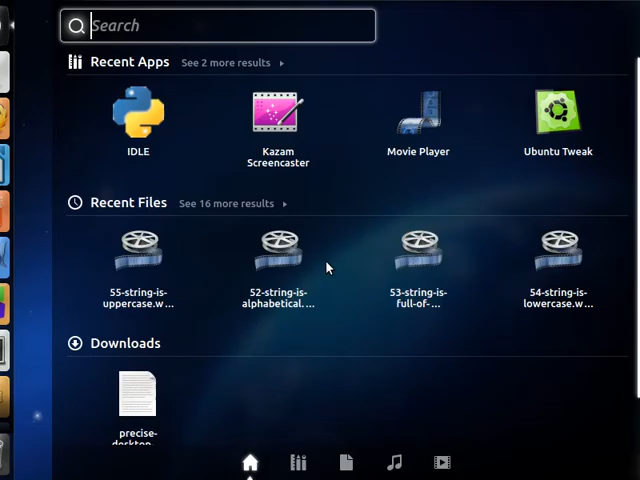 Search
Recent Apps See 2 more results
IDLE
Kazam
Screencaster
Movie Player
Ubuntu Tweak
Recent Files See 16 more results
55-string-is-
uppercase.w...
52-string-is-
alphabetical....
53-string-is-
full-of-...
54-string-is-
lowercase.w...
Downloads
precise-
desktop-